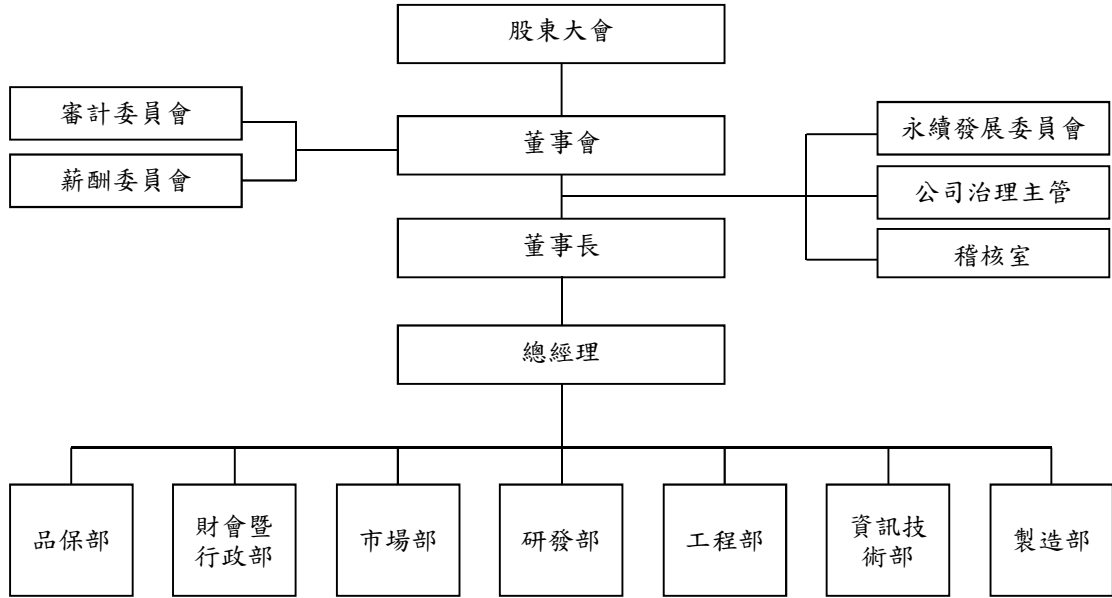 股東大會
審計委員會
薪酬委員會
董事會
永續發展委員會
公司治理主管
稽核室
董事長
總經理
品保部
財會暨
行政部
市場部
研發部
工程部
資訊技
術部
製造部